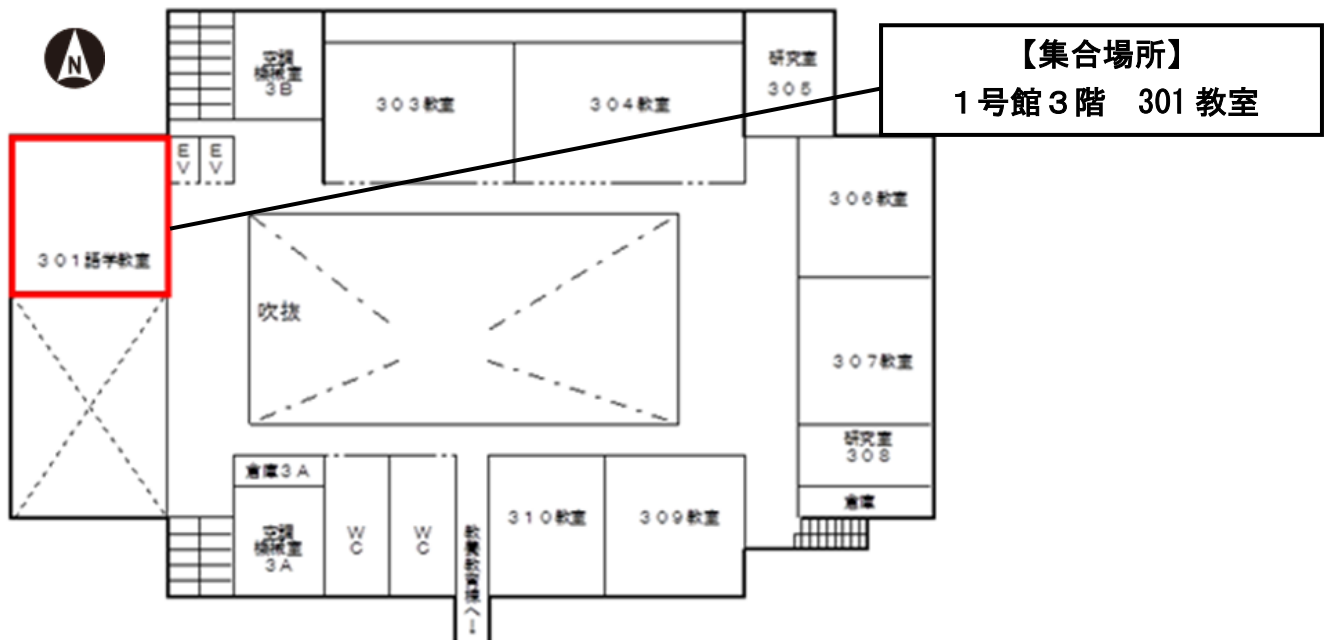 N
空調
機械室
3B
303教室
304教室
研究室
305
【集合場所】
1号館3階 301教室
EV
EV
306教室
301語学教室
吹抜
307教室
研究室
308
倉庫
倉庫3A
空調
機械室
3A
WC
WC
教養教育棟へ↓
310教室
309教室